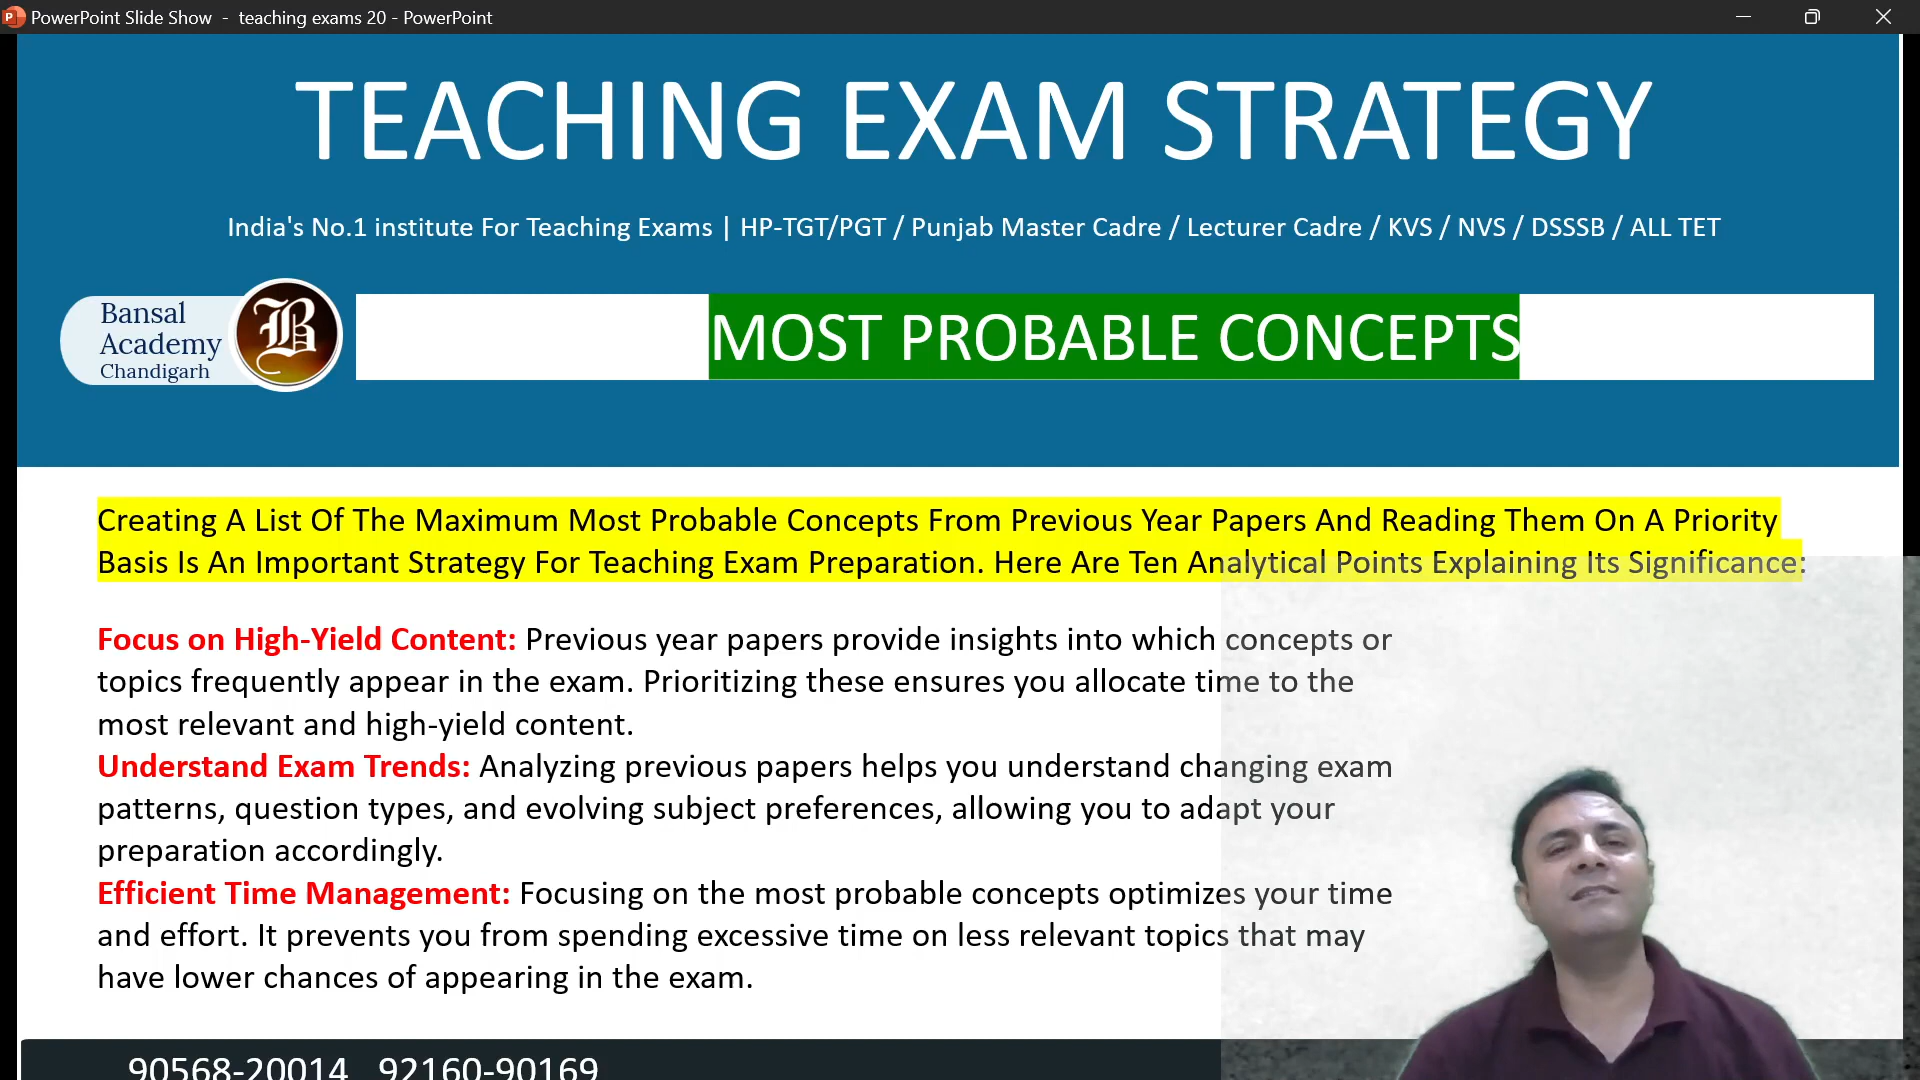 PowerPoint Slide Show - teaching exams 20 - PowerPoint
TEACHING EXAM STRATEGY
India's No.1 institute For Teaching Exams | HP-TGT/PGT / Punjab Master Cadre / Lecturer Cadre / KVS / NVS / DSSSB / ALL TET
Bansal
Academy
Chandigarh
B
MOST PROBABLE CONCEPTS
Creating A List Of The Maximum Most Probable Concepts From Previous Year Papers And Reading Them On A Priority
Basis Is An Important Strategy For Teaching Exam Preparation. Here Are Ten Analytical Points Explaining Its Significance:
Focus on High-Yield Content: Previous year papers provide insights into which concepts or
topics frequently appear in the exam. Prioritizing these ensures you allocate time to the
most relevant and high-yield content.
Understand Exam Trends: Analyzing previous papers helps you understand changing exam
patterns, question types, and evolving subject preferences, allowing you to adapt your
preparation accordingly.
Efficient Time Management: Focusing on the most probable concepts optimizes your time
and effort. It prevents you from spending excessive time on less relevant topics that may
have lower chances of appearing in the exam.
90568-20014 92160-90169